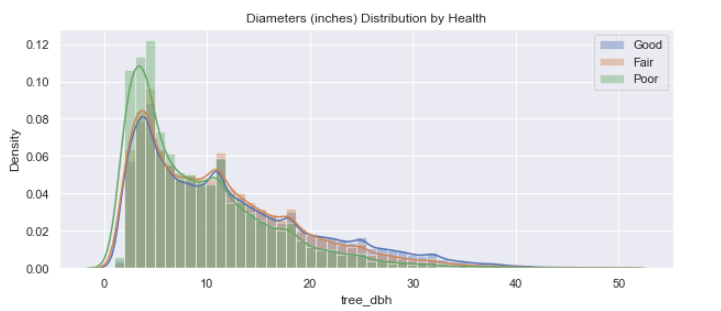 Diameters (inches) Distribution by Health
Good
Fair
Poor
0.12
0.10
0.08
0.06
0.04
0.02
0.00
Density
0 10 20 30 40 50
tree_dbh